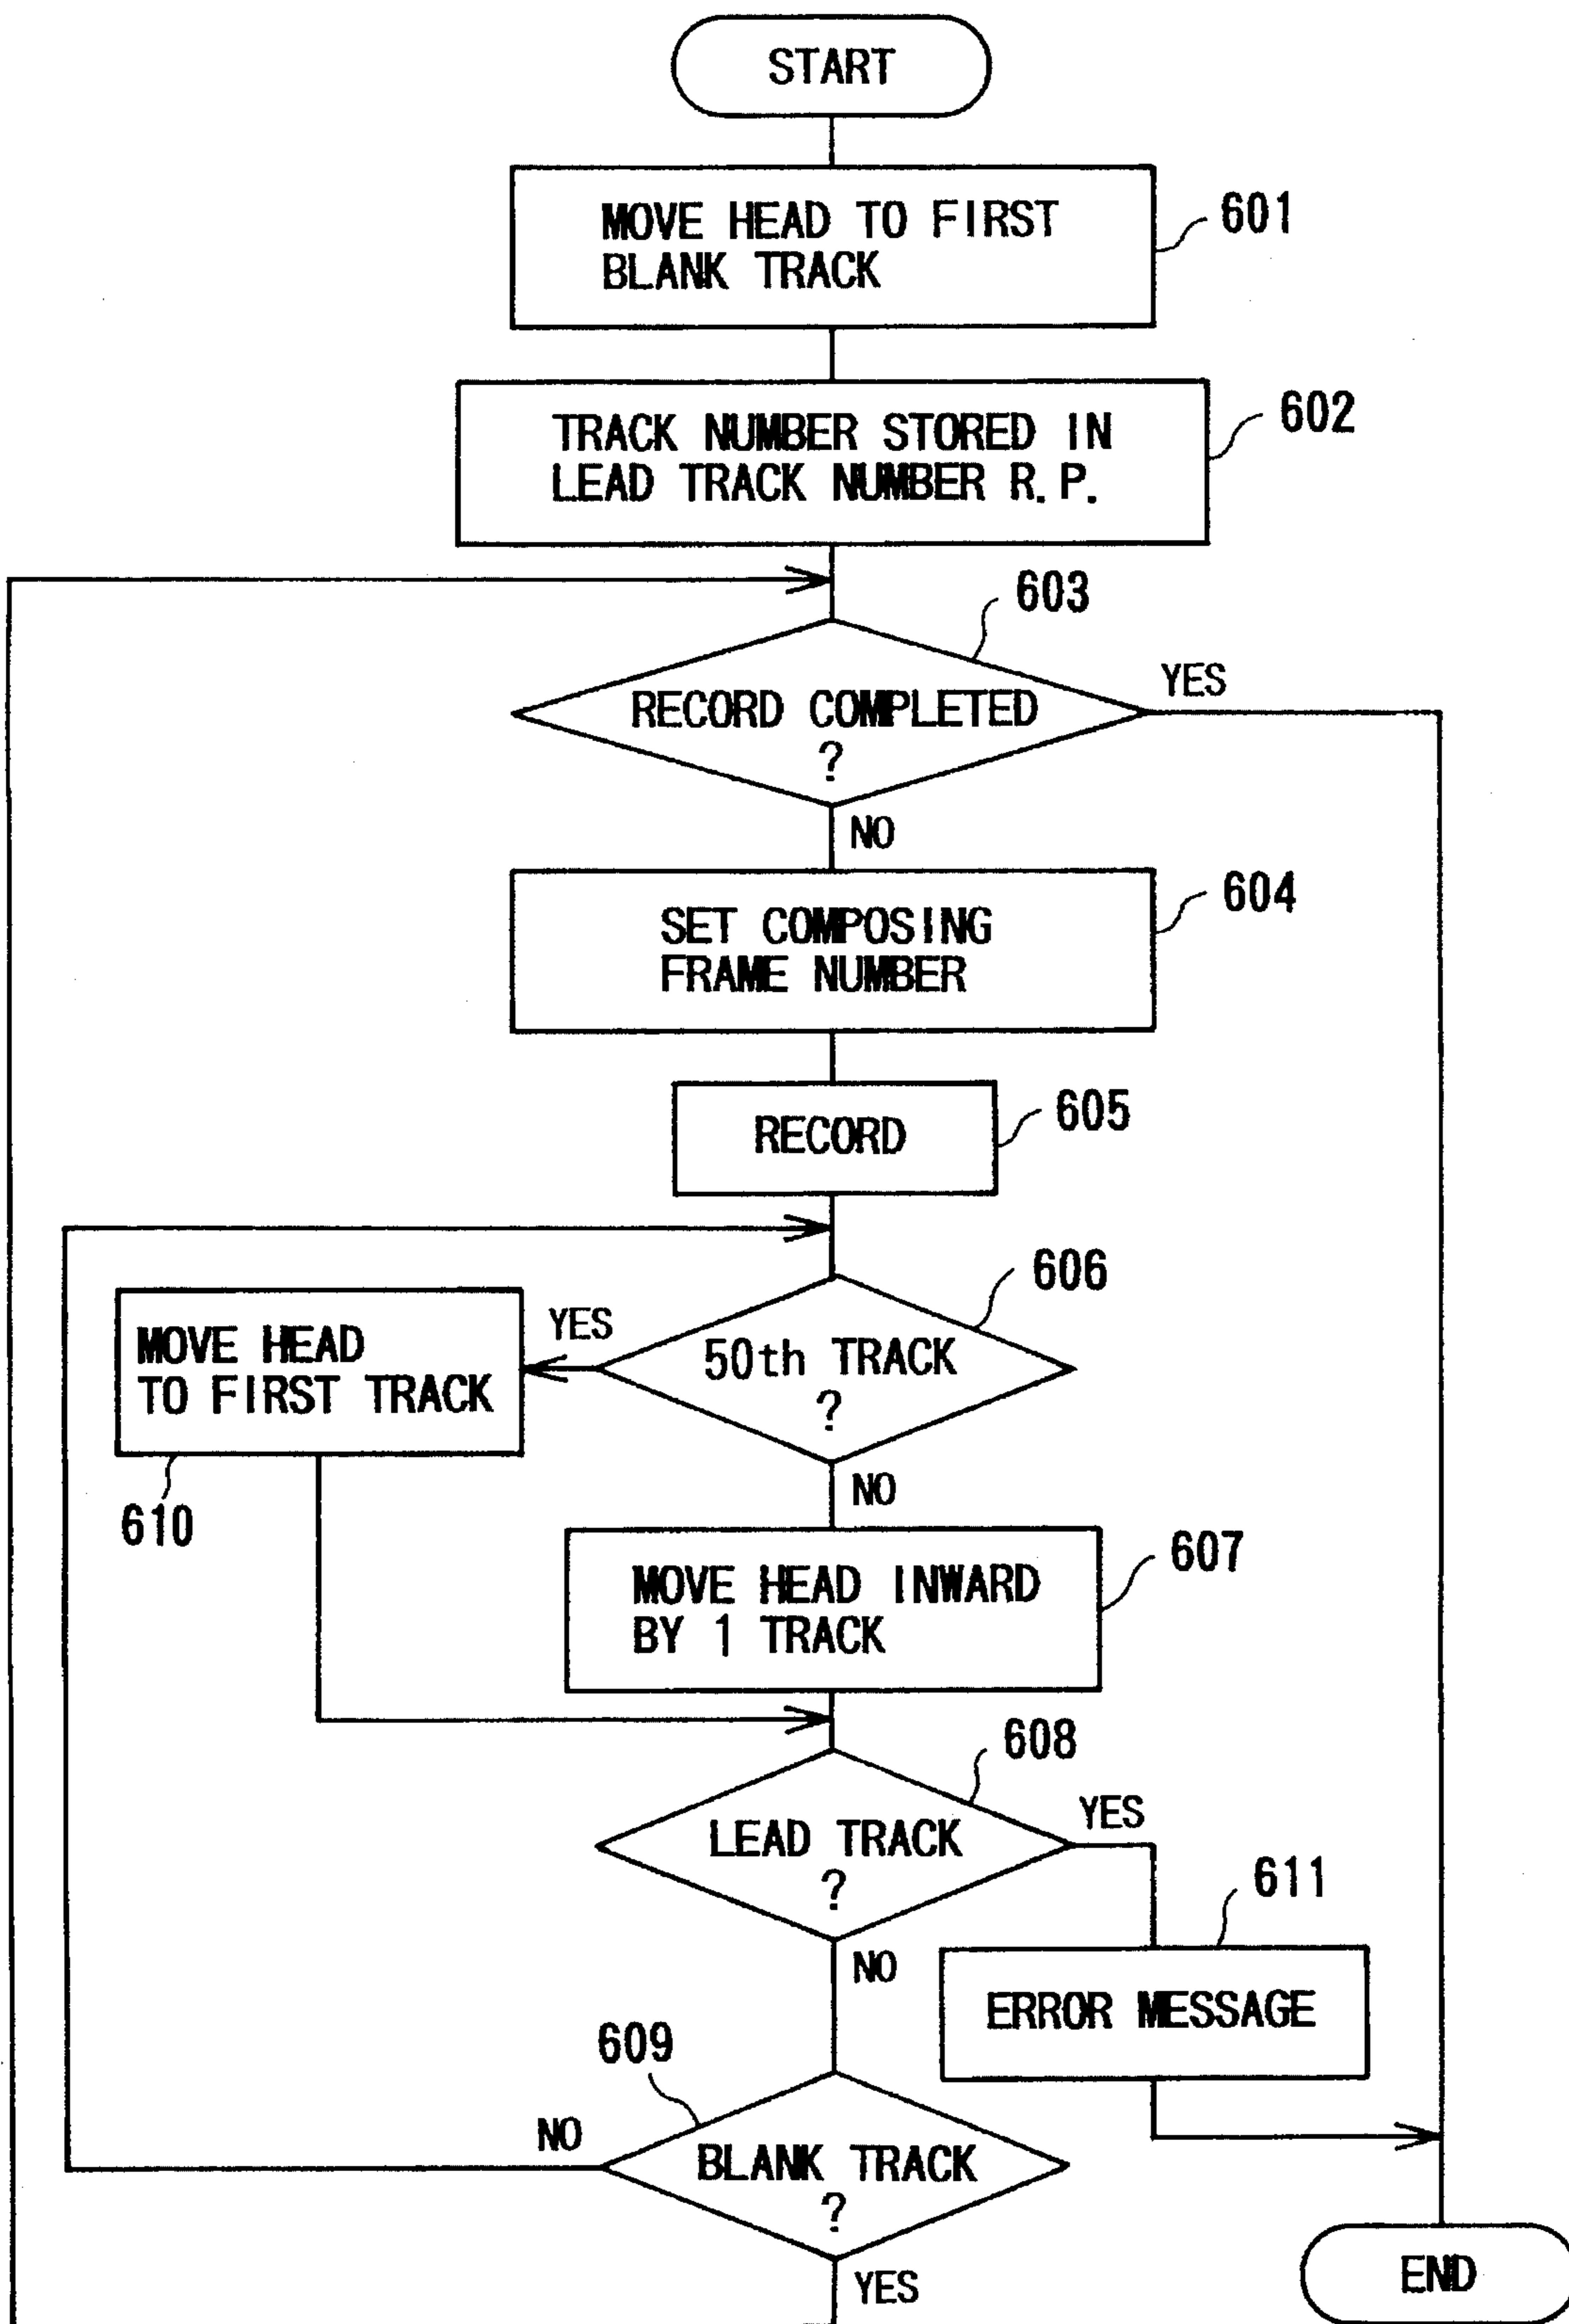 START
MOVE HEAD TO FIRST
BLANK TRACK
601
TRACK NUMBER STORED IN
LEAD TRACK NUMBER R.P.
602
603
RECORD COMPLETED
?
YES
NO
SET COMPOSING
FRAME NUMBER
604
RECORD
605
606
50th TRACK
?
YES
MOVE HEAD
TO FIRST TRACK
610
NO
MOVE HEAD INWARD
BY 1 TRACK
607
608
LEAD TRACK
?
YES
611
NO
ERROR MESSAGE
609
BLANK TRACK
?
NO
YES
END